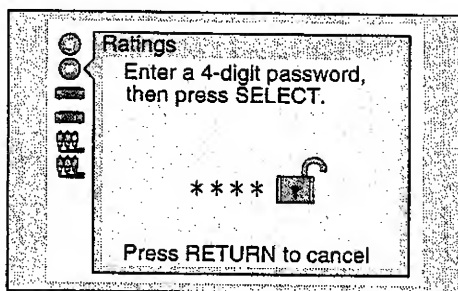 Ratings
Enter a 4-digit password,
then press SELECT.
****
Press RETURN to cancel